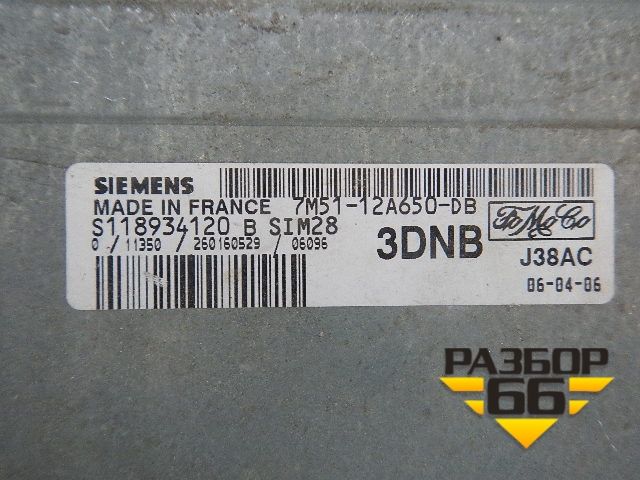 SIEMENS
MADE IN FRANCE 7M51-12A650-DB
S118934120 B SIM28
0 / 11350 / 260160529 / 06096
3DNB
FoMoCo
J38AC
06-04-06
РАЗБОР
66